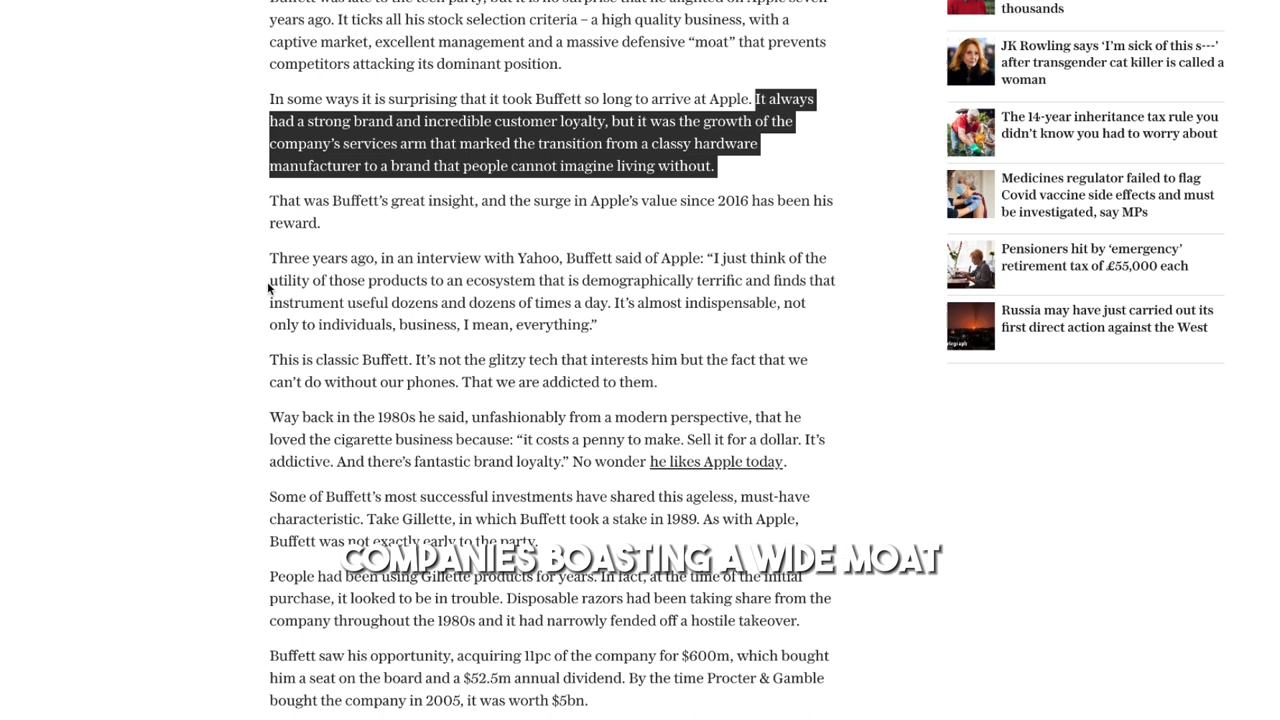 Buffett was late to the tech party, but it is no surprise that he alighted on Apple seven
years ago. It ticks all his stock selection criteria – a high quality business, with a
captive market, excellent management and a massive defensive “moat” that prevents
competitors attacking its dominant position.
In some ways it is surprising that it took Buffett so long to arrive at Apple. It always
had a strong brand and incredible customer loyalty, but it was the growth of the
company’s services arm that marked the transition from a classy hardware
manufacturer to a brand that people cannot imagine living without.
That was Buffett’s great insight, and the surge in Apple’s value since 2016 has been his
reward.
Three years ago, in an interview with Yahoo, Buffett said of Apple: “I just think of the
utility of those products to an ecosystem that is demographically terrific and finds that
instrument useful dozens and dozens of times a day. It’s almost indispensable, not
only to individuals, business, I mean, everything.”
This is classic Buffett. It’s not the glitzy tech that interests him but the fact that we
can’t do without our phones. That we are addicted to them.
Way back in the 1980s he said, unfashionably from a modern perspective, that he
loved the cigarette business because: “it costs a penny to make. Sell it for a dollar. It’s
addictive. And there’s fantastic brand loyalty.” No wonder he likes Apple today.
Some of Buffett’s most successful investments have shared this ageless, must-have
characteristic. Take Gillette, in which Buffett took a stake in 1989. As with Apple,
Buffett was not exactly early to the party.
COMPANIES BOASTING A WIDE MOAT
People had been using Gillette products for years. In fact, at the time of the initial
purchase, it looked to be in trouble. Disposable razors had been taking share from the
company throughout the 1980s and it had narrowly fended off a hostile takeover.
Buffett saw his opportunity, acquiring 11pc of the company for $600m, which bought
him a seat on the board and a $52.5m annual dividend. By the time Procter & Gamble
bought the company in 2005, it was worth $5bn.
thousands
JK Rowling says ‘I’m sick of this s---’
after transgender cat killer is called a
woman
The 14-year inheritance tax rule you
didn’t know you had to worry about
Medicines regulator failed to flag
Covid vaccine side effects and must
be investigated, say MPs
Pensioners hit by ‘emergency’
retirement tax of £55,000 each
Russia may have just carried out its
first direct action against the West